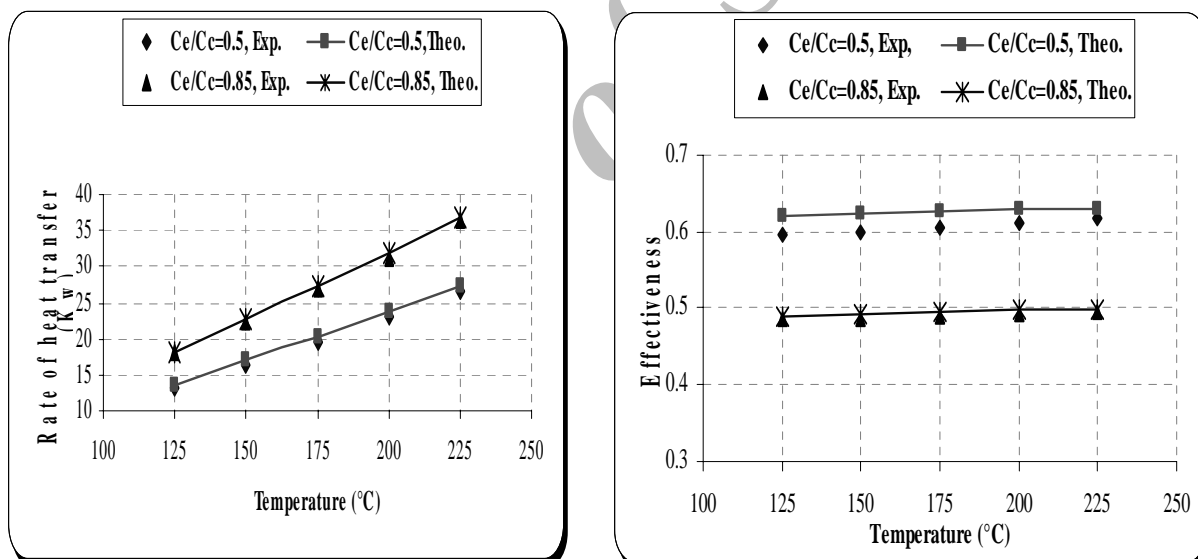 Ce/Cc=0.5, Exp. Ce/Cc=0.5,Theo.
Ce/Cc=0.85, Exp. Ce/Cc=0.85, Theo.
Rate of heat transfer
(Kw)
40
35
30
25
20
15
10
100 125 150 175 200 225 250
Temperature (°C)
Ce/Cc=0.5, Exp, Ce/Cc=0.5, Theo.
Ce/Cc=0.85, Exp. Ce/Cc=0.85, Theo.
Effectiveness
0.7
0.6
0.5
0.4
0.3
100 125 150 175 200 225 250
Temperature (°C)